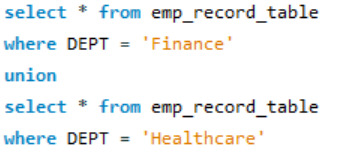 select * from emp_record_table
where DEPT = 'Finance'
union
select * from emp_record_table
where DEPT = 'Healthcare'